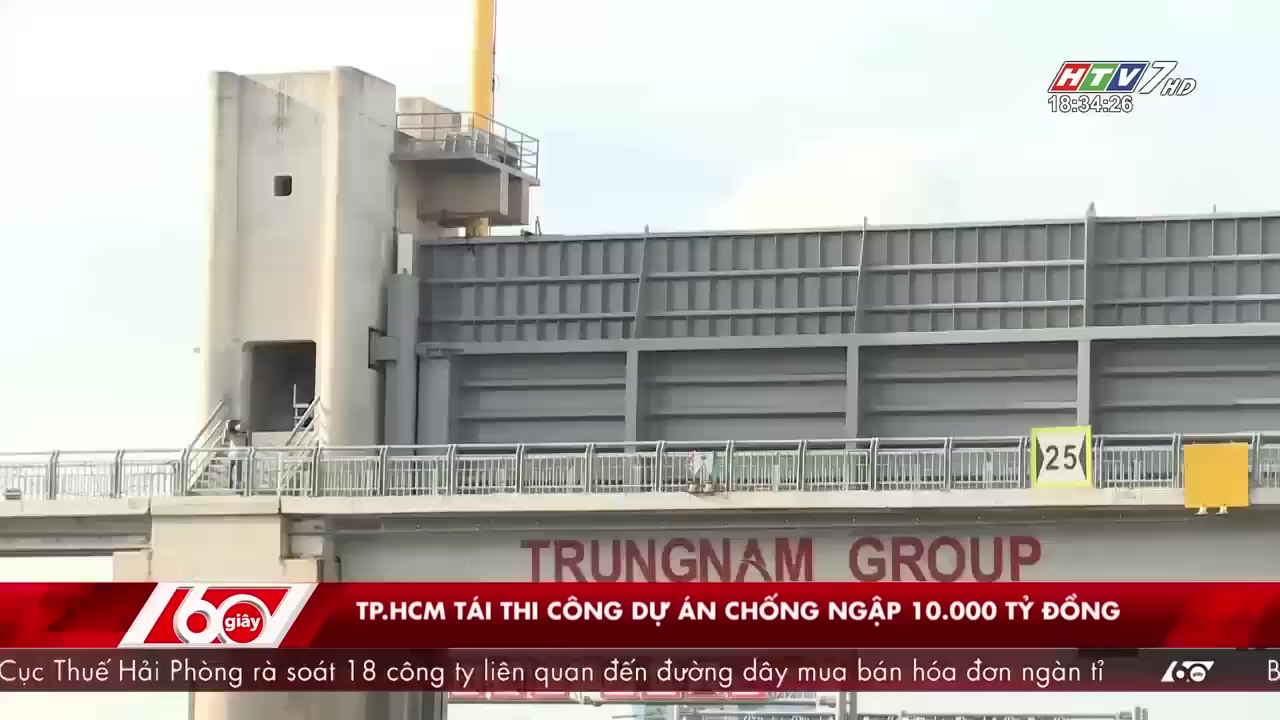 HTV7 HD
18:34:26
25
TRUNGNAM GROUP
60 giây
TP.HCM TÁI THI CÔNG DỰ ÁN CHỐNG NGẬP 10.000 TỶ ĐỒNG
Cục Thuế Hải Phòng rà soát 18 công ty liên quan đến đường dây mua bán hóa đơn ngàn tỉ 60 giây B